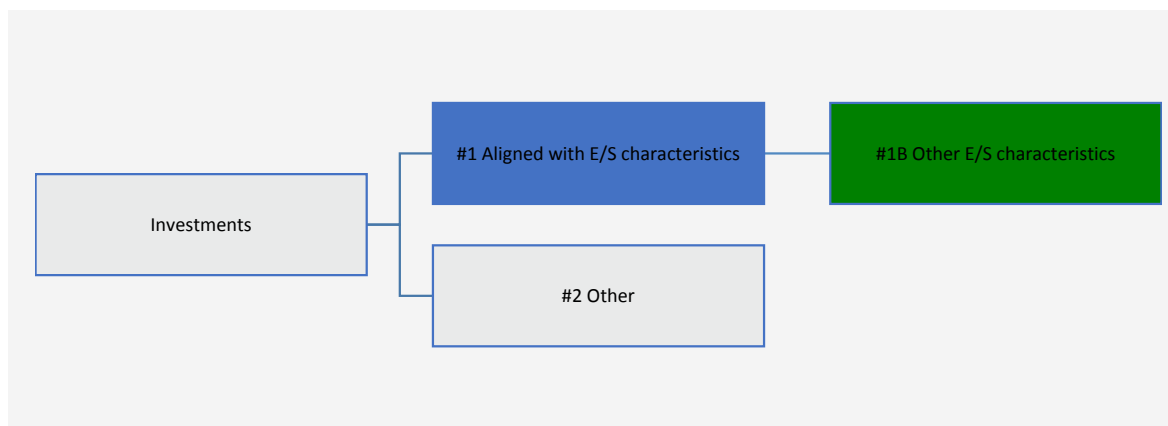 #1 Aligned with E/S characteristics
#1B Other E/S characteristics
Investments
#2 Other